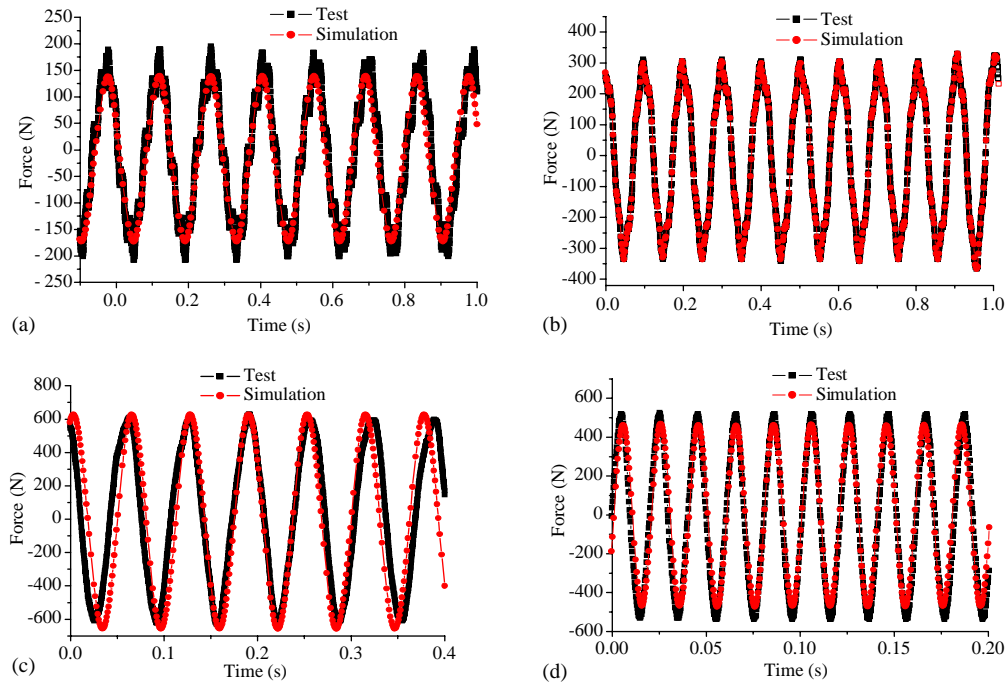 Test
Simulation
250
200
150
100
50
0
- 50
- 100
- 150
- 200
- 250
Force (N)
0.0 0.2 0.4 0.6 0.8 1.0
Time (s)
(a)
Test
Simulation
400
300
200
100
0
- 100
- 200
- 300
- 400
Force (N)
0.0 0.2 0.4 0.6 0.8 1.0
Time (s)
(b)
Test
Simulation
800
600
400
200
0
- 200
- 400
- 600
Force (N)
0.0 0.1 0.2 0.3 0.4
Time (s)
(c)
Test
Simulation
600
400
200
0
-200
-400
-600
Force (N)
0.00 0.05 0.10 0.15 0.20
Time (s)
(d)